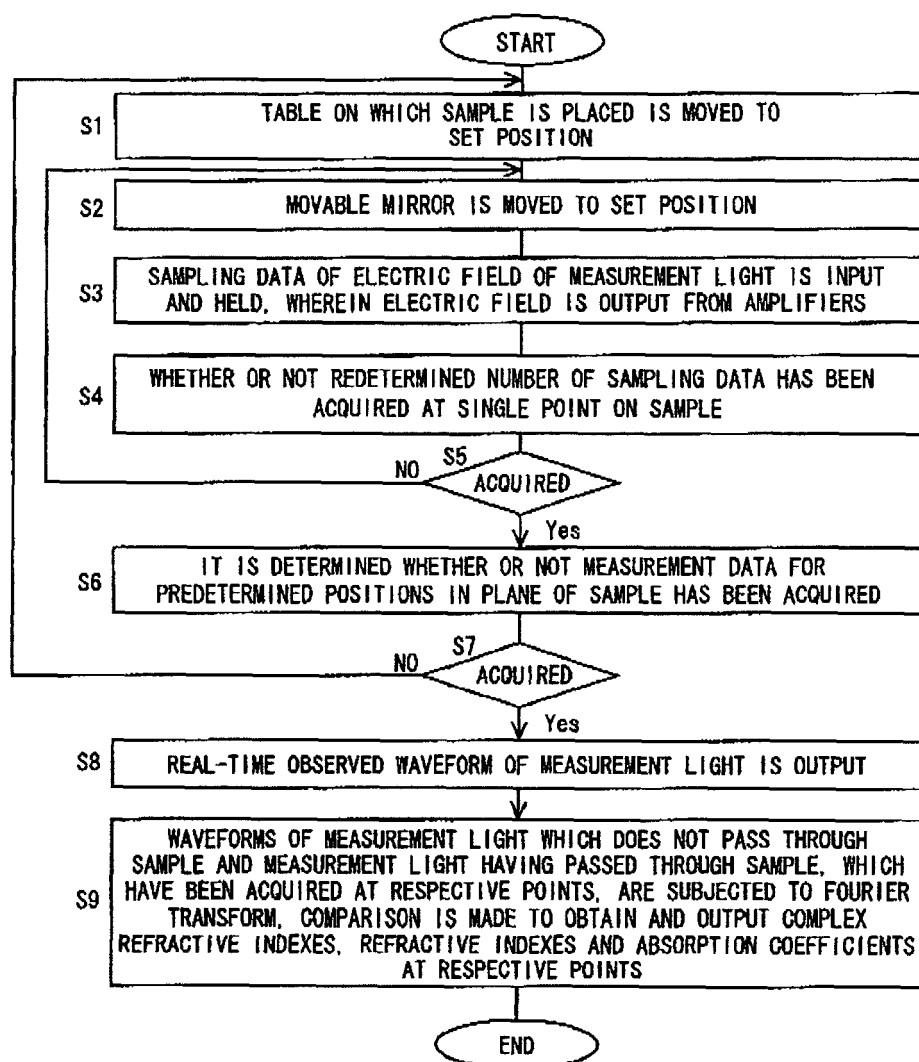 START
S1
TABLE ON WHICH SAMPLE IS PLACED IS MOVED TO
SET POSITION
S2
MOVABLE MIRROR IS MOVED TO SET POSITION
S3
SAMPLING DATA OF ELECTRIC FIELD OF MEASUREMENT LIGHT IS INPUT
AND HELD, WHEREIN ELECTRIC FIELD IS OUTPUT FROM AMPLIFIERS
S4
WHETHER OR NOT REDETERMINED NUMBER OF SAMPLING DATA HAS BEEN
ACQUIRED AT SINGLE POINT ON SAMPLE
S5
NO
ACQUIRED
Yes
S6
IT IS DETERMINED WHETHER OR NOT MEASUREMENT DATA FOR
PREDETERMINED POSITIONS IN PLANE OF SAMPLE HAS BEEN ACQUIRED
S7
NO
ACQUIRED
Yes
S8
REAL-TIME OBSERVED WAVEFORM OF MEASUREMENT LIGHT IS OUTPUT
S9
WAVEFORMS OF MEASUREMENT LIGHT WHICH DOES NOT PASS THROUGH
SAMPLE AND MEASUREMENT LIGHT HAVING PASSED THROUGH SAMPLE, WHICH
HAVE BEEN ACQUIRED AT RESPECTIVE POINTS, ARE SUBJECTED TO FOURIER
TRANSFORM, COMPARISON IS MADE TO OBTAIN AND OUTPUT COMPLEX
REFRACTIVE INDEXES, REFRACTIVE INDEXES AND ABSORPTION COEFFICIENTS
AT RESPECTIVE POINTS
END